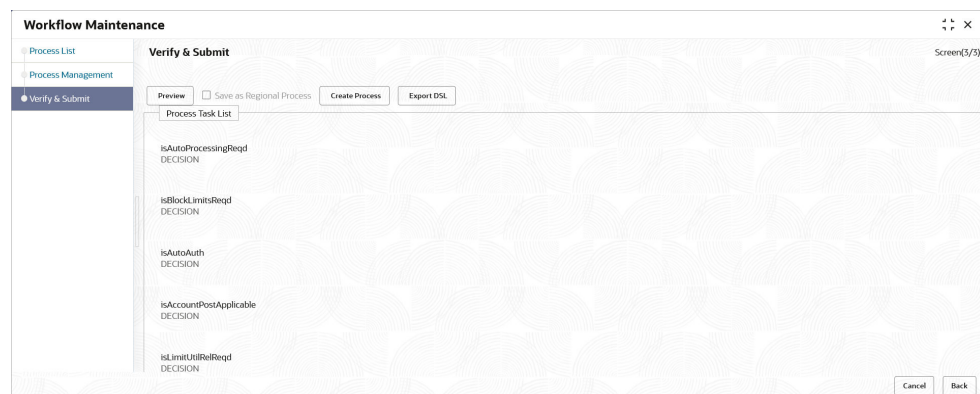 Workflow Maintenance
Process List
Process Management
Verify & Submit
Verify & Submit
Screen(3/3)
Preview
Save as Regional Process
Create Process
Export DSL
Process Task List
isAutoProcessingReqd
DECISION
isBlockLimitsReqd
DECISION
isAutoAuth
DECISION
isAccountPostApplicable
DECISION
isLimitUtilRelReqd
DECISION
Cancel
Back